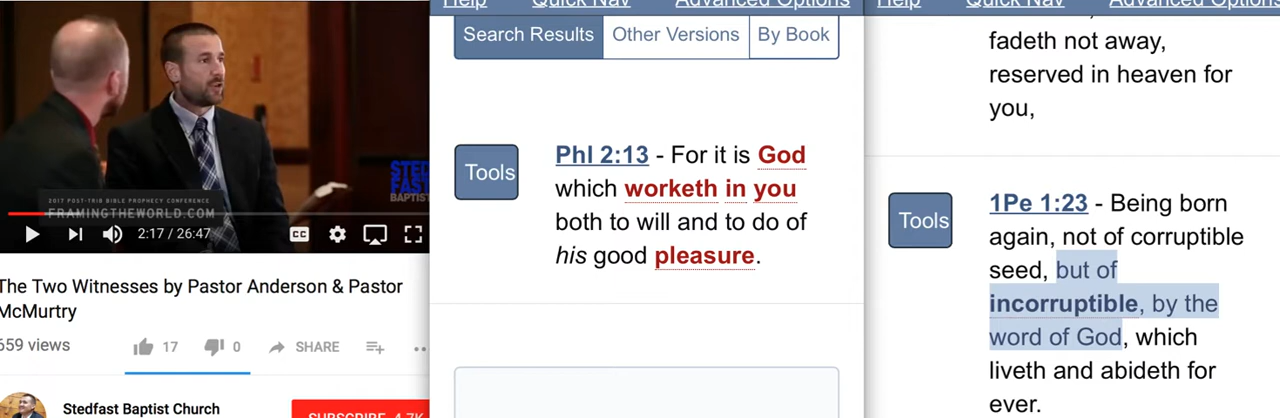 STED
FAST
BAPTIST
2017 POST-TRIB BIBLE PROPHECY CONFERENCE
FRAMINGTHEWORLD.COM
2:17 / 26:47
CC
The Two Witnesses by Pastor Anderson & Pastor
McMurtry
659 views
17
0
SHARE
Stedfast Baptist Church
SUBSCRIBE 4.7K
Help Quick Nav Advanced Options
Search Results Other Versions By Book
Tools
Phl 2:13 - For it is God
which worketh in you
both to will and to do of
his good pleasure.
Help Quick Nav Advanced Options
fadeth not away,
reserved in heaven for
you,
Tools
1Pe 1:23 - Being born
again, not of corruptible
seed, but of
incorruptible, by the
word of God, which
liveth and abideth for
ever.